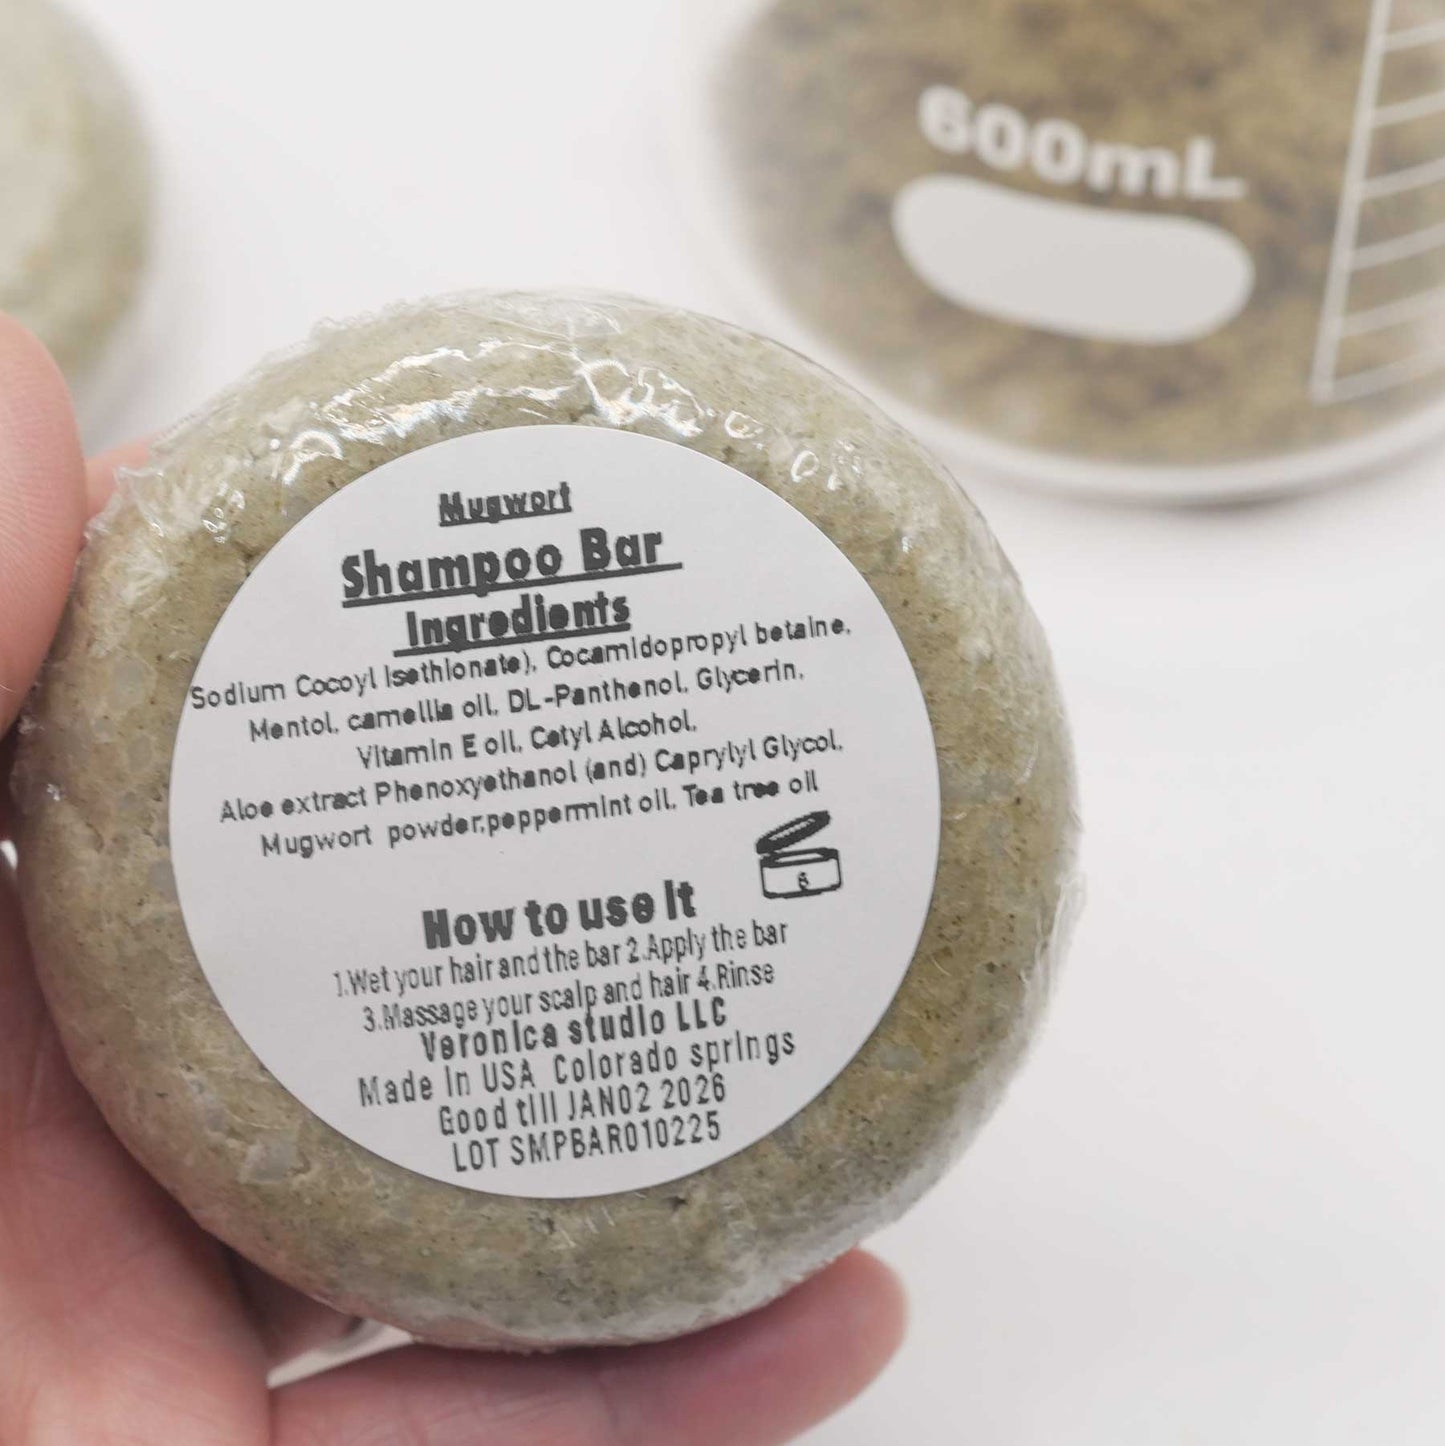 600mL
Mugwort
Shampoo Bar
Ingredients
Sodium Cocoyl Isethionate), Cocamidopropyl betaine,
Mentol, camellia oil, DL-Panthenol, Glycerin,
Vitamin E oil, Cetyl Alcohol,
Aloe extract Phenoxyethanol (and) Caprylyl Glycol,
Mugwort powder,peppermint oil, Tea tree oil
How to use it
1.Wet your hair and the bar 2.Apply the bar
3.Massage your scalp and hair 4.Rinse
Veronica studio LLC
Made in USA Colorado springs
Good till JAN02 2026
LOT SMPBAR010225